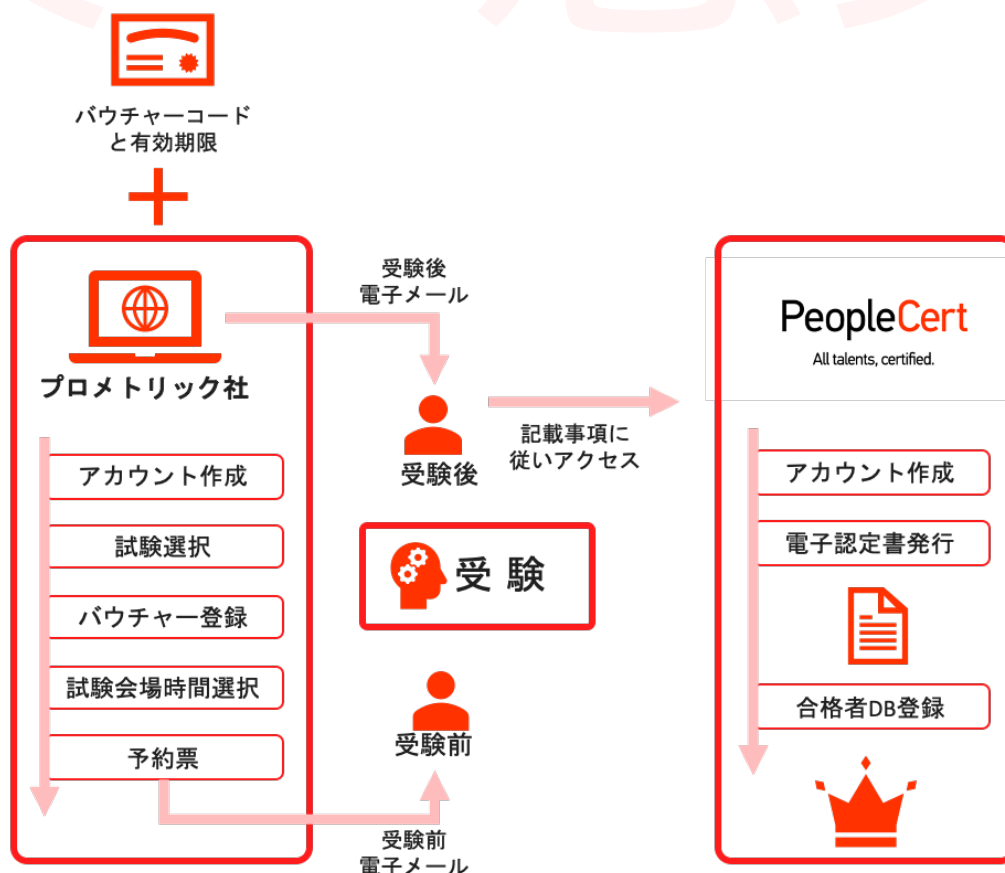 バウチャーコード
と有効期限
プロメトリック社
アカウント作成
試験選択
バウチャー登録
試験会場時間選択
予約票
受験後
電子メール
受験後
記載事項に
従いアクセス
受験
受験前
受験前
電子メール
PeopleCert
All talents, certified.
アカウント作成
電子認定書発行
合格者DB登録